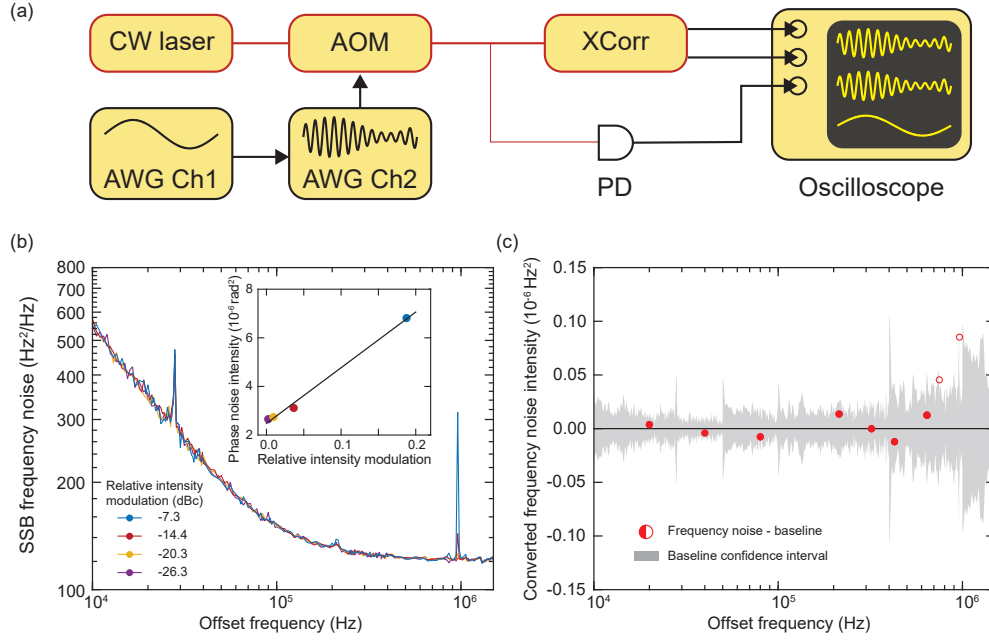 (a)
CW laser
AOM
XCorr
AWG Ch1
AWG Ch2
PD
Oscilloscope
(b)
SSB frequency noise (Hz²/Hz)
800
700
600
500
400
300
200
100
10⁴
10⁵
10⁶
Offset frequency (Hz)
Relative intensity
modulation (dBc)
-7.3
-14.4
-20.3
-26.3
Phase noise intensity (10⁻⁶ rad²)
8
6
4
2
0.0
0.1
0.2
Relative intensity modulation
(c)
Converted frequency noise intensity (10⁻⁶ Hz²)
0.15
0.10
0.05
0.00
-0.05
-0.10
-0.15
Frequency noise - baseline
Baseline confidence interval
10⁴
10⁵
10⁶
Offset frequency (Hz)